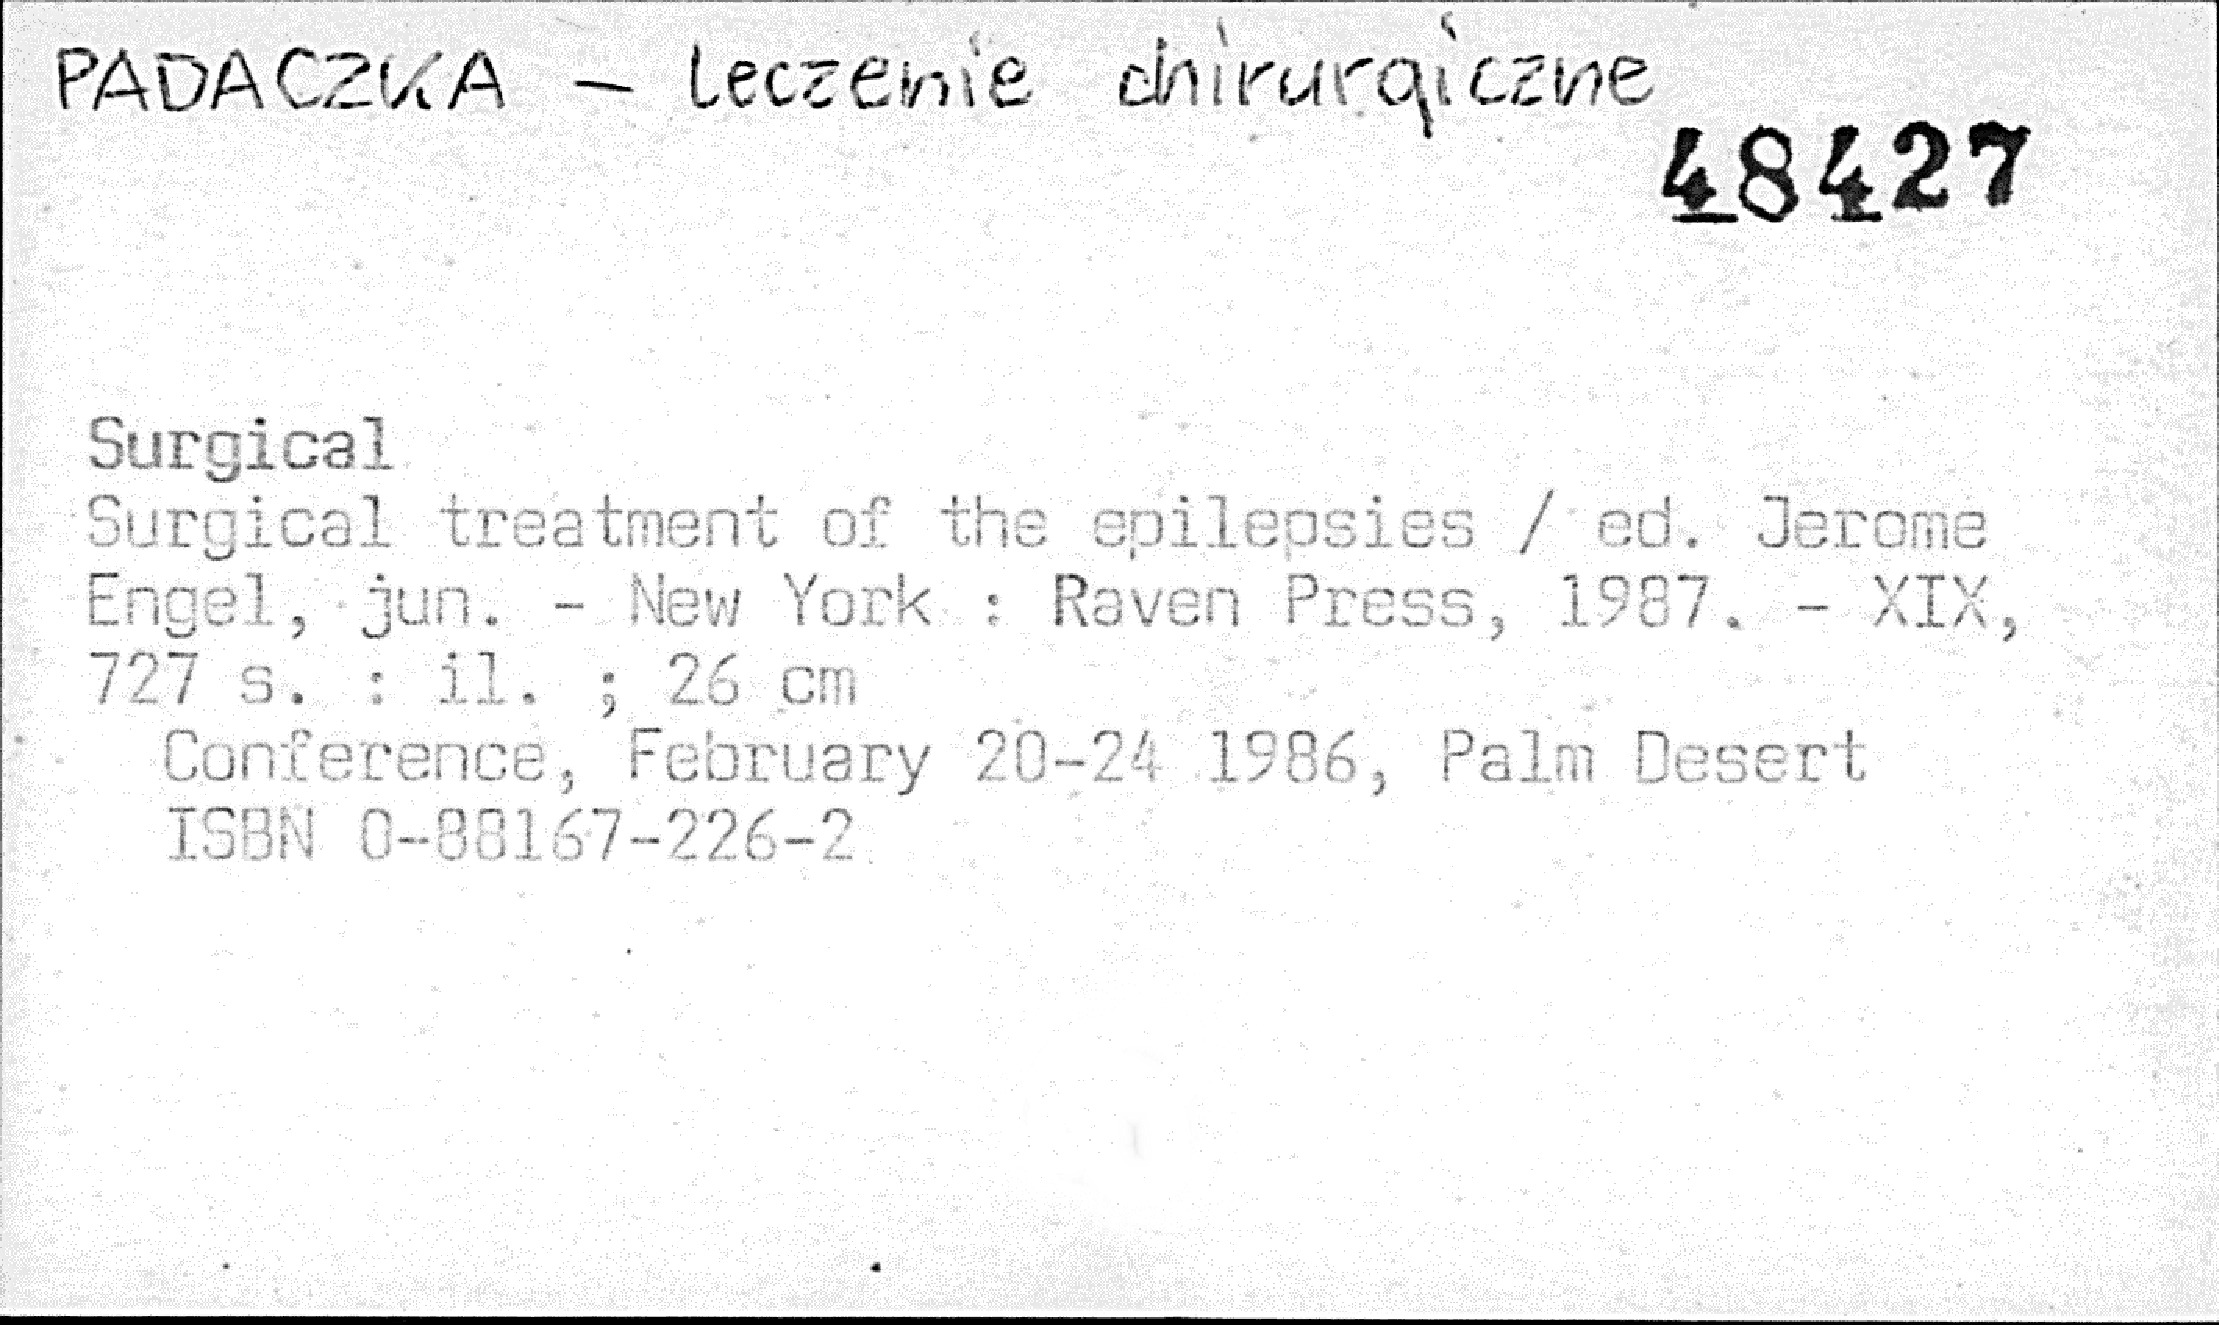 PADACZKA - leczenie chirurgiczne
48427
Surgical
Surgical treatment of the epilepsies / ed. Jerome
Engel, jun. - New York : Raven Press, 1987. - XIX,
727 s. : il. ; 26 cm
Conference, February 20-24 1986, Palm Desert
ISBN 0-88167-226-2